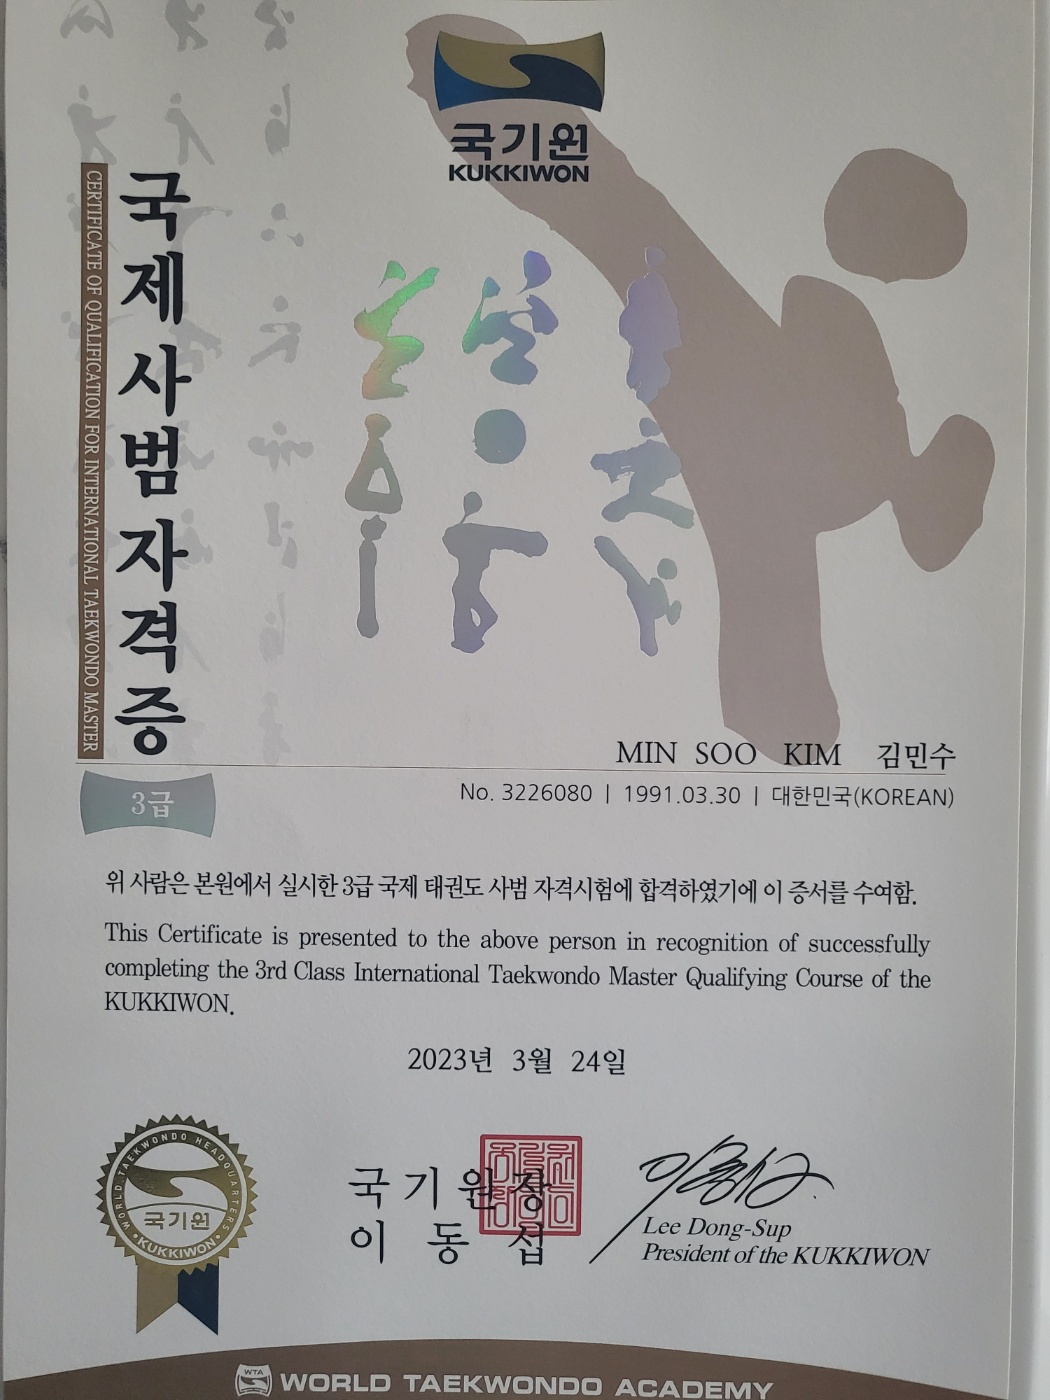 국기원
KUKKIWON
국제사범자격증
CERTIFICATE OF QUALIFICATION FOR INTERNATIONAL TAEKWONDO MASTER
MIN SOO KIM 김민수
3급
No. 3226080 | 1991.03.30 | 대한민국(KOREAN)
위 사람은 본원에서 실시한 3급 국제 태권도 사범 자격시험에 합격하였기에 이 증서를 수여함.
This Certificate is presented to the above person in recognition of successfully
completing the 3rd Class International Taekwondo Master Qualifying Course of the
KUKKIWON.
2023년 3월 24일
WORLD TAEKWONDO HEADQUARTERS
국기원
KUKKIWON
국기원장
이동섭
Lee Dong-Sup
President of the KUKKIWON
WTA
WORLD TAEKWONDO ACADEMY